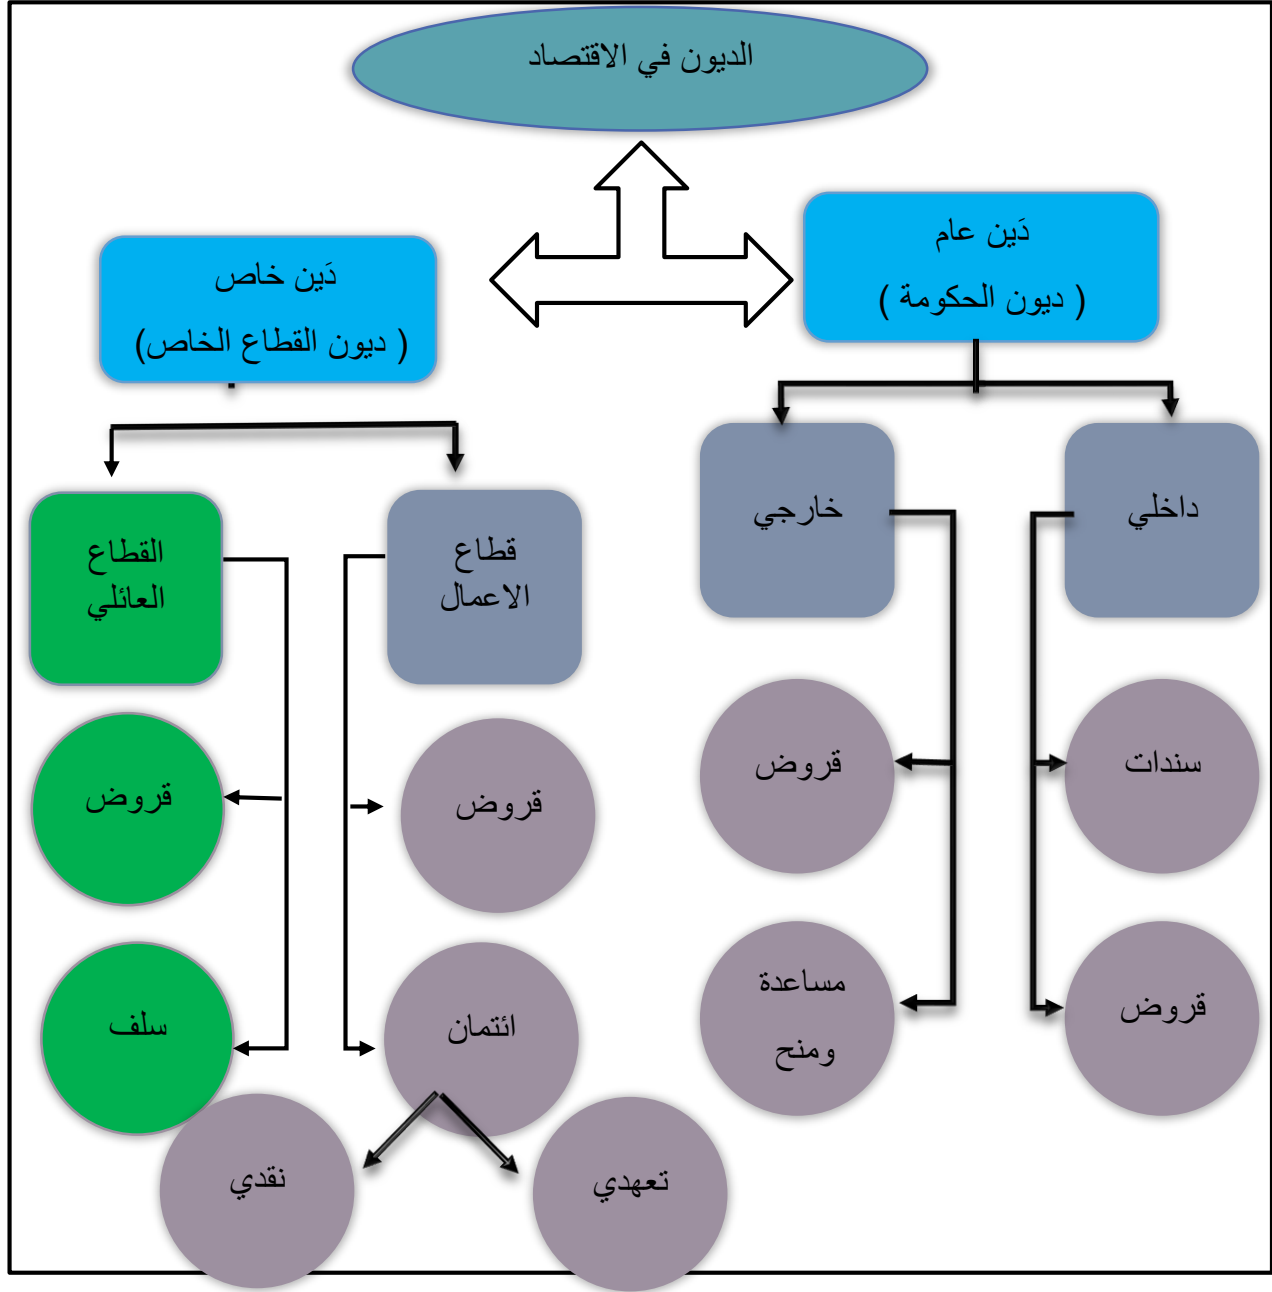 الديون في الاقتصاد
دَين عام
( ديون الحكومة )
دَين خاص
( ديون القطاع الخاص)
داخلي
خارجي
قطاع
الاعمال
القطاع
العائلي
سندات
قروض
قروض
قروض
قروض
مساعدة
ومنح
ائتمان
سلف
تعهدي
نقدي